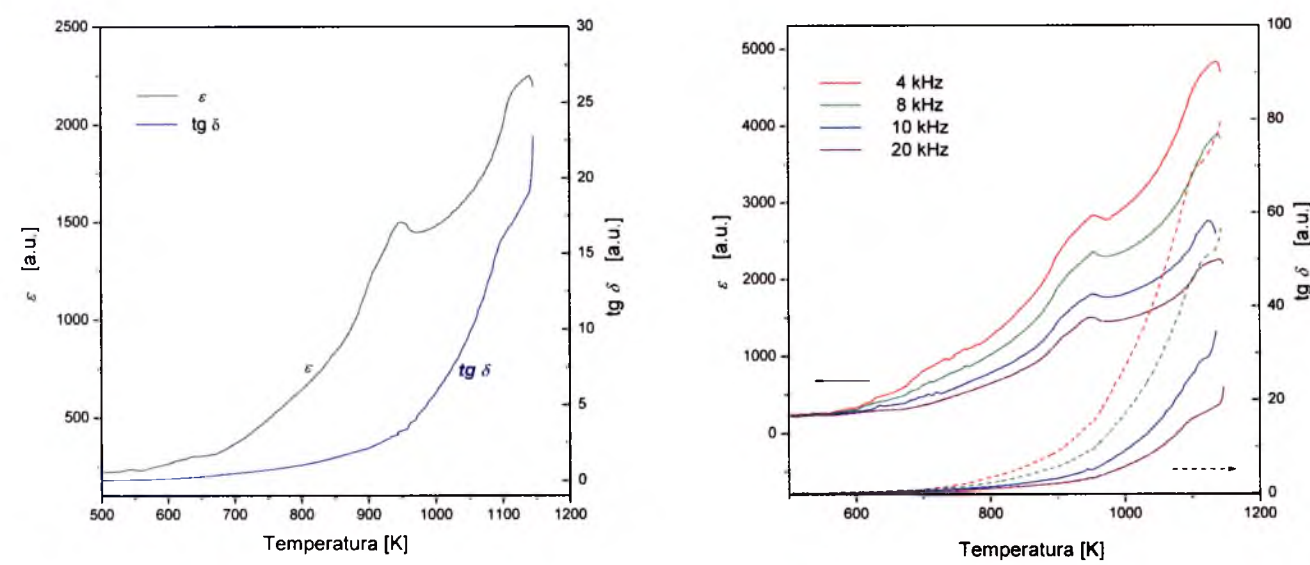 2500
2000
1500
1000
500
ε [a.u.]
30
25
20
15
10
5
0
tg δ [a.u.]
ε
tg δ
ε
tg δ
500 600 700 800 900 1000 1100 1200
Temperatura [K]
5000
4000
3000
2000
1000
0
ε [a.u.]
100
80
60
40
20
0
tg δ [a.u.]
4 kHz
8 kHz
10 kHz
20 kHz
600 800 1000 1200
Temperatura [K]